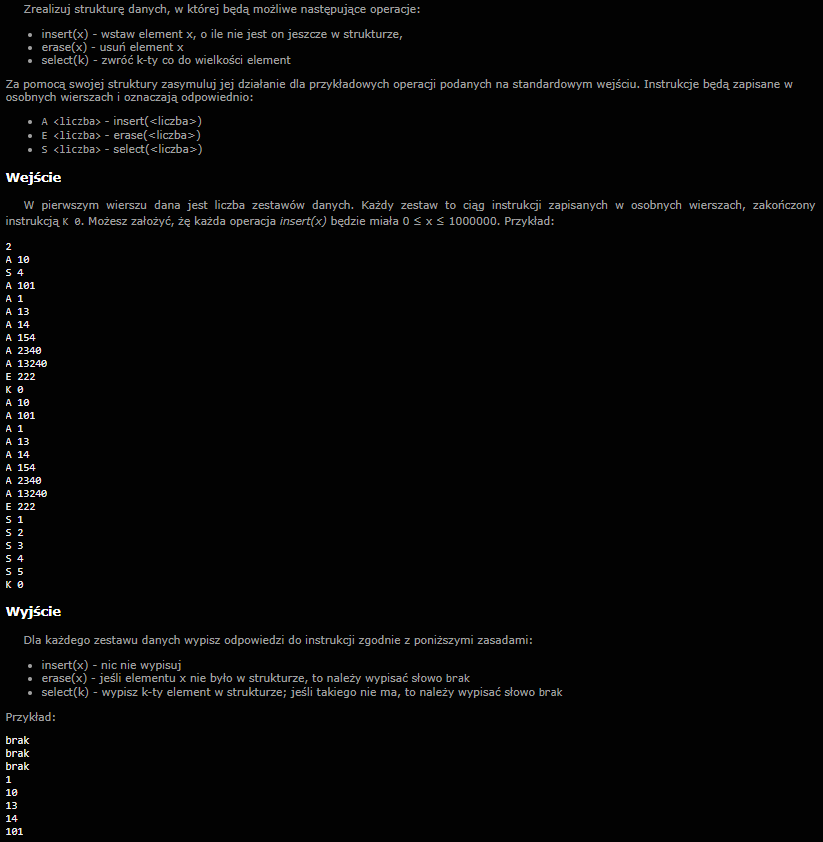 Zrealizuj strukturę danych, w której będą możliwe następujące operacje:
• insert(x) - wstaw element x, o ile nie jest on jeszcze w strukturze,
• erase(x) - usuń element x
• select(k) - zwróć k-ty co do wielkości element
Za pomocą swojej struktury zasymuluj jej działanie dla przykładowych operacji podanych na standardowym wejściu. Instrukcje będą zapisane w
osobnych wierszach i oznaczają odpowiednio:
• A <liczba> - insert(<liczba>)
• E <liczba> - erase(<liczba>)
• S <liczba> - select(<liczba>)
Wejście
W pierwszym wierszu dana jest liczba zestawów danych. Każdy zestaw to ciąg instrukcji zapisanych w osobnych wierszach, zakończony
instrukcją K 0. Możesz założyć, żę każda operacja insert(x) będzie miała 0 ≤ x ≤ 1000000. Przykład:
2
A 10
S 4
A 101
A 1
A 13
A 14
A 154
A 2340
A 13240
E 222
K 0
A 10
A 101
A 1
A 13
A 14
A 154
A 2340
A 13240
E 222
S 1
S 2
S 3
S 4
S 5
K 0
Wyjście
Dla każdego zestawu danych wypisz odpowiedzi do instrukcji zgodnie z poniższymi zasadami:
• insert(x) - nic nie wypisuj
• erase(x) - jeśli elementu x nie było w strukturze, to należy wypisać słowo brak
• select(k) - wypisz k-ty element w strukturze; jeśli takiego nie ma, to należy wypisać słowo brak
Przykład:
brak
brak
brak
1
10
13
14
101